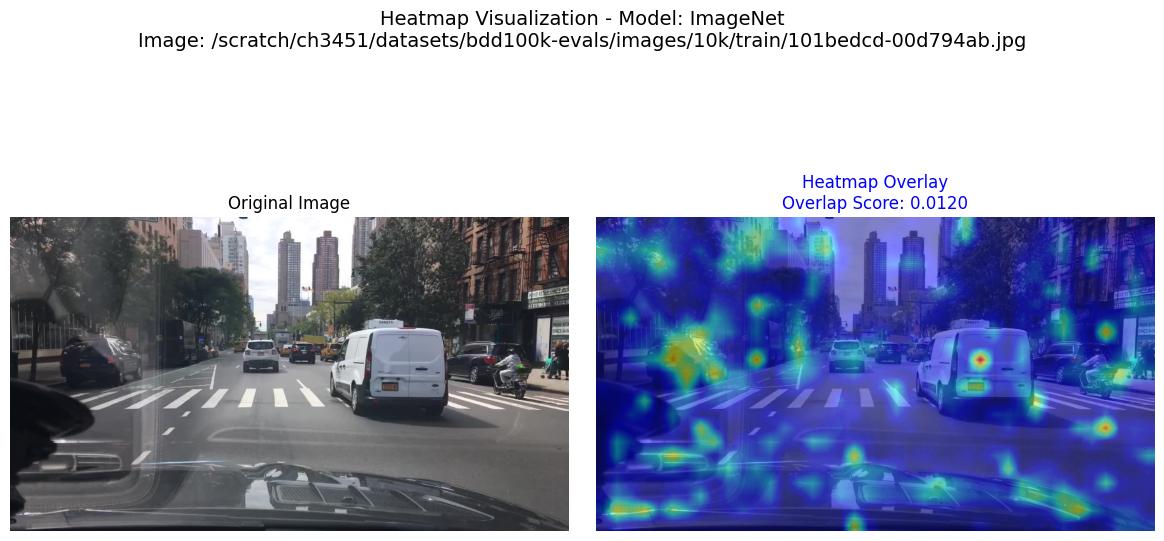 Heatmap Visualization - Model: ImageNet
Image: /scratch/ch3451/datasets/bdd100k-evals/images/10k/train/101bedcd-00d794ab.jpg
Original Image
Heatmap Overlay
Overlap Score: 0.0120